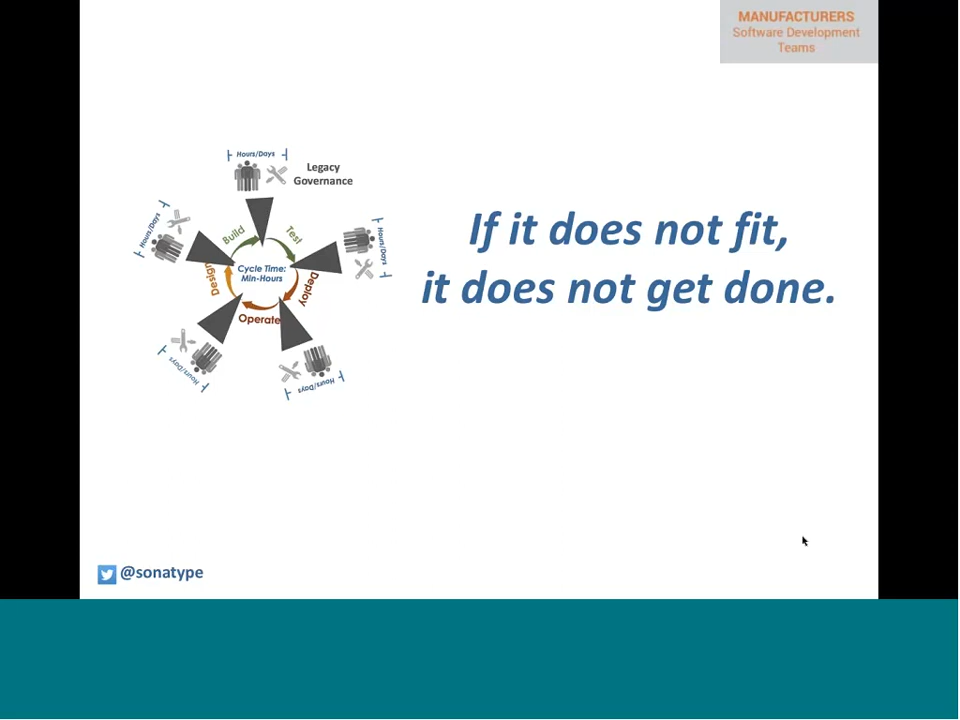 MANUFACTURERS
Software Development
Teams
Hours/Days
Legacy
Governance
Hours/Days
Hours/Days
Build
Test
Cycle Time:
Min-Hours
Design
Deploy
Operate
Hours/Days
Hours/Days
If it does not fit,
it does not get done.
@sonatype